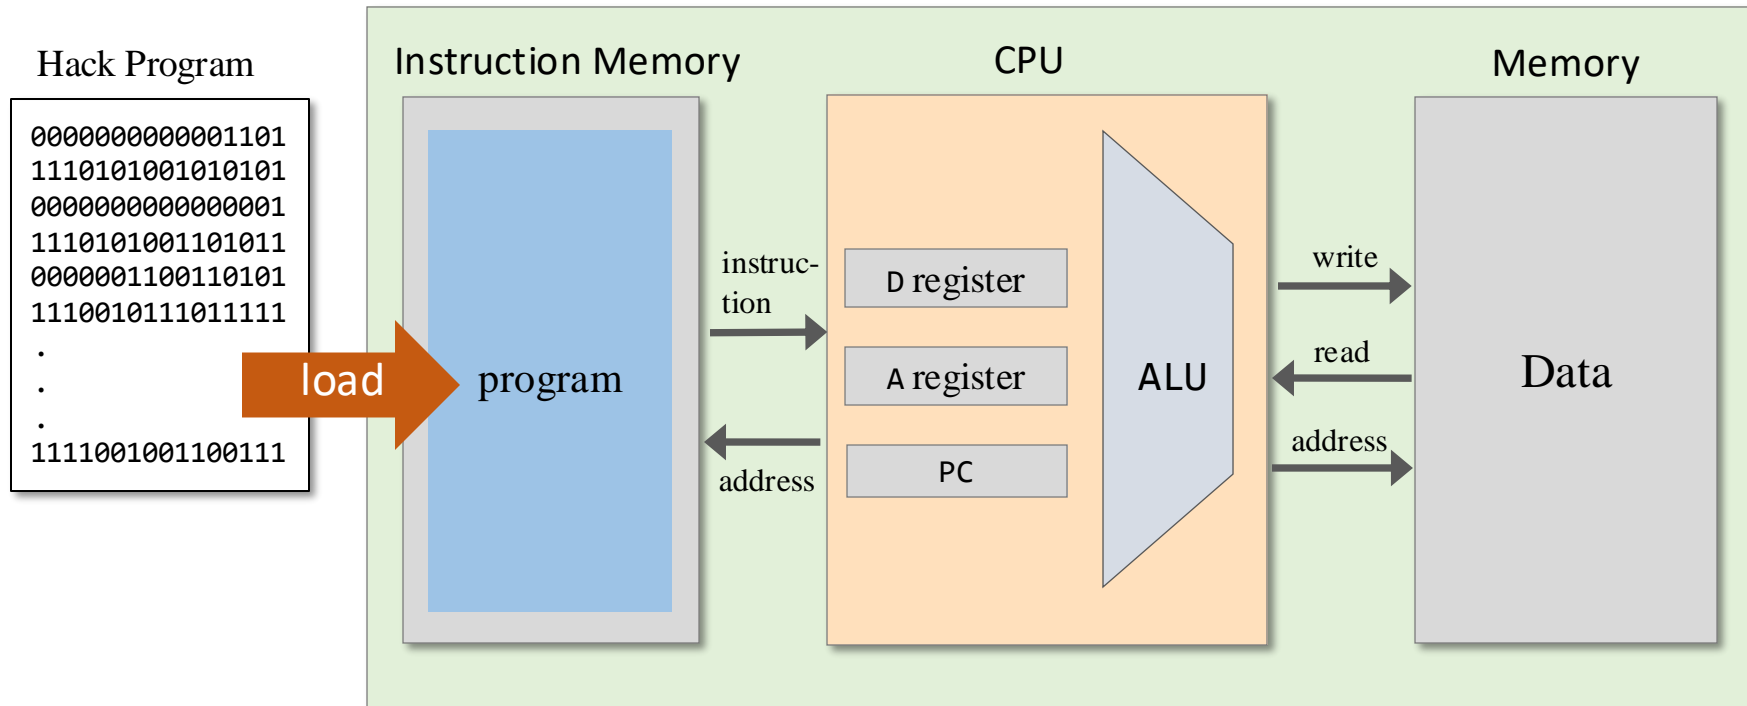 Hack Program
0000000000001101
1110101001010101
0000000000000001
1110101001101011
0000001100110101
1110010111011111
.
.
.
1111001001100111
load
Instruction Memory
program
instruc-
tion
address
CPU
D register
A register
PC
ALU
write
read
address
Memory
Data